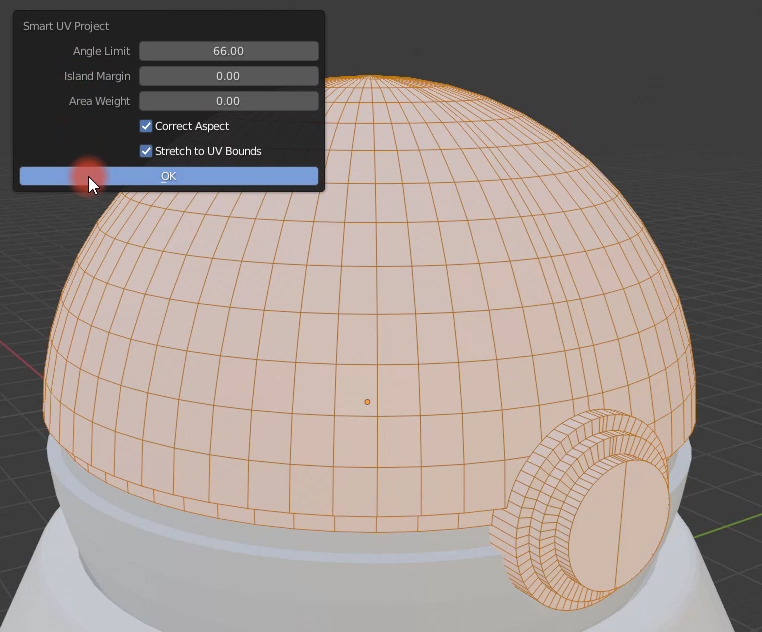 Smart UV Project
Angle Limit 66.00
Island Margin 0.00
Area Weight 0.00
Correct Aspect
Stretch to UV Bounds
OK